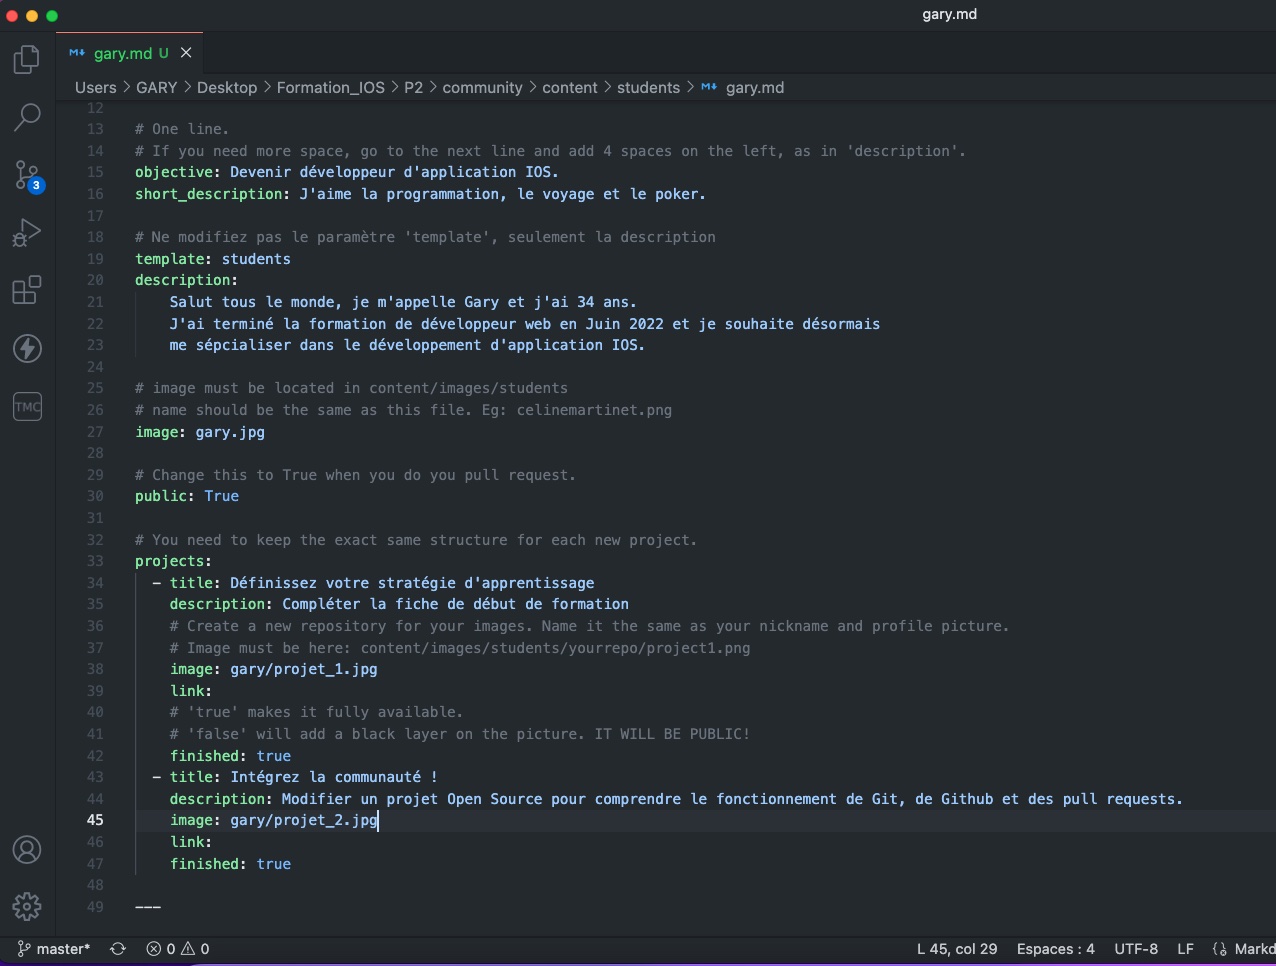 gary.md
gary.md U
Users > GARY > Desktop > Formation_IOS > P2 > community > content > students > gary.md
12
13 # One line.
14 # If you need more space, go to the next line and add 4 spaces on the left, as in 'description'.
15 objective: Devenir développeur d'application IOS.
16 short_description: J'aime la programmation, le voyage et le poker.
17
18 # Ne modifiez pas le paramètre 'template', seulement la description
19 template: students
20 description:
21 Salut tous le monde, je m'appelle Gary et j'ai 34 ans.
22 J'ai terminé la formation de développeur web en Juin 2022 et je souhaite désormais
23 me sépcialiser dans le développement d'application IOS.
24
25 # image must be located in content/images/students
26 # name should be the same as this file. Eg: celinemartinet.png
27 image: gary.jpg
28
29 # Change this to True when you do you pull request.
30 public: True
31
32 # You need to keep the exact same structure for each new project.
33 projects:
34 - title: Définissez votre stratégie d'apprentissage
35 description: Compléter la fiche de début de formation
36 # Create a new repository for your images. Name it the same as your nickname and profile picture.
37 # Image must be here: content/images/students/yourrepo/project1.png
38 image: gary/projet_1.jpg
39 link:
40 # 'true' makes it fully available.
41 # 'false' will add a black layer on the picture. IT WILL BE PUBLIC!
42 finished: true
43 - title: Intégrez la communauté !
44 description: Modifier un projet Open Source pour comprendre le fonctionnement de Git, de Github et des pull requests.
45 image: gary/projet_2.jpg
46 link:
47 finished: true
48
49 ---
3
TMC
master* 0 0 L 45, col 29 Espaces : 4 UTF-8 LF {} Markd